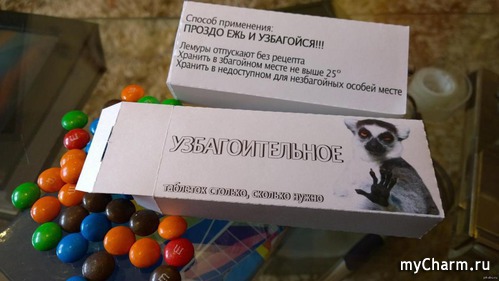 Способ применения:
ПРОЗДО ЕЖЬ И УЗБАГОЙСЯ!!!
Лемуры отпускают без рецепта
Хранить в збагойном месте не выше 25°
Хранить в недоступном для незбагойных особей месте
УЗБАГОИТЕЛЬНОЕ
таблеток столько, сколько нужно
myCharm.ru